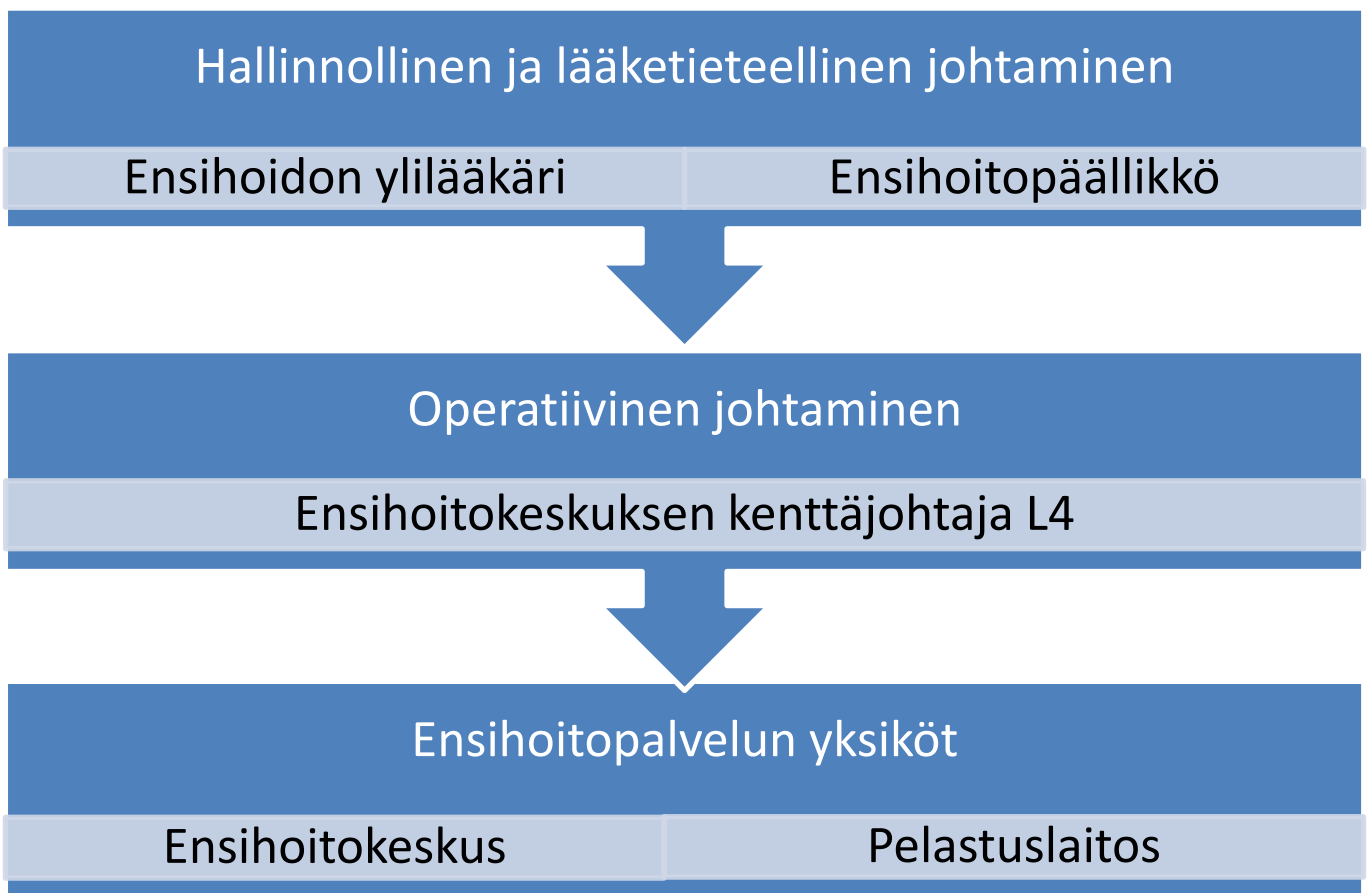 Hallinnollinen ja lääketieteellinen johtaminen
Ensihoidon ylilääkäri
Ensihoitopäällikkö
Operatiivinen johtaminen
Ensihoitokeskuksen kenttäjohtaja L4
Ensihoitopalvelun yksiköt
Ensihoitokeskus
Pelastuslaitos